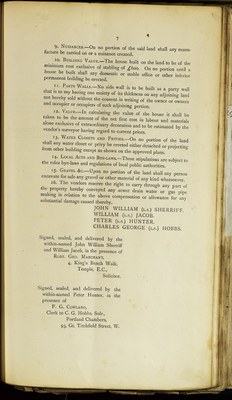 7
9. NUISANCES.—On no portion of the said land shall any manu-
facture be carried on or a nuisance created.
10. BUILDING VALUE.—The house built on the land to be of the
minimum cost exclusive of stabling of £600. On no portion until a
house be built shall any domestic or stable office or other inferior
permanent building be erected.
11. PARTY WALLS.—No side wall is to be built as a party wall
that is to say having one moiety of its thickness on any adjoining land
not hereby sold without the consent in writing of the owner or owners
and occupier or occupiers of such adjoining portion.
12. VALUE.—In calculating the value of the house it shall be
taken to be the amount of the net first cost in labour and materials
alone exclusive of extraordinary decoration and to be estimated by the
vendor's surveyor having regard to current prices.
13. WATER CLOSETS AND PRIVIES.—On no portion of the land
shall any water closet or privy be erected either detached or projecting
from other building except as shown on the approved plans.
14. LOCAL ACTS AND BYE-LAWS.—These stipulations are subject to
the rules bye-laws and regulations of local public authorities.
15. GRAVEL &c.—Upon no portion of the land shall any person
excavate for sale any gravel or other material of any kind whatsoever.
16. The vendors reserve the right to carry through any part of
the property hereby conveyed any sewer drain water or gas pipe
making in relation to the above compensation or allowance for any
substantial damage caused thereby.
JOHN WILLIAM (L.S.) SHERRIFF.
WILLIAM (L.S.) JACOB.
PETER (L.S.) HUNTER.
CHARLES GEORGE (L.S.) HOBBS.
Signed, sealed, and delivered by the
within-named John William Sherriff
and William Jacob, in the presence of
ROBT. GEO. MARCHANT,
4, King's Bench Walk,
Temple, E.C.,
Solicitor.
Signed, sealed, and delivered by the
within-named Peter Hunter, in the
presence of
F. G. COWLAND,
Clerk to C. G. Hobbs, Solr.,
Portland Chambers,
93, Gt. Titchfield Street, W.